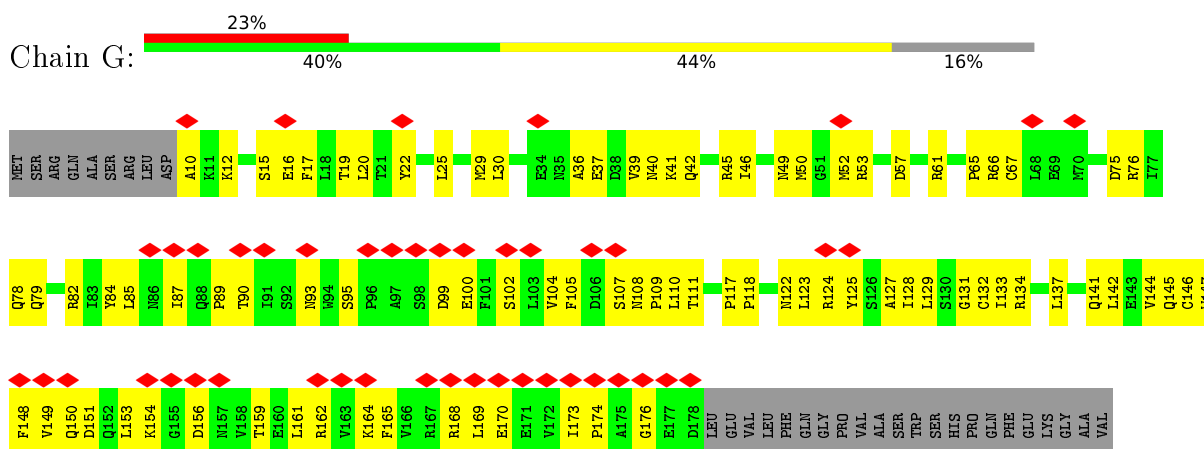 23%
Chain G:
40% 44% 16%
MET SER ARG GLN ALA SER ARG LEU ASP A10 K11 K12 S15 E16 F17 L18 T19 L20 T21 Y22 L25 M29 L30 E34 N35 A36 E37 D38 V39 N40 K41 Q42 R45 I46 N49 M50 G51 M52 R53 D57 R61 P65 R66 C67 L68 E69 M70 D75 R76 I77
Q78 Q79 R82 I83 Y84 L85 N86 I87 Q88 P89 T90 I91 S92 N93 W94 S95 P96 A97 S98 D99 E100 F101 S102 L103 V104 F105 D106 S107 N108 P109 L110 T111 P117 P118 N122 L123 R124 Y125 S126 A127 I128 L129 S130 G131 C132 I133 R134 L137 Q141 L142 E143 V144 Q145 C146
F148 V149 Q150 D151 Q152 L153 K154 G155 D156 N157 V158 T159 E160 L161 R162 V163 K164 F165 V166 R167 R168 L169 E170 E171 V172 I173 P174 A175 G176 E177 D178 LEU GLU VAL LEU PHE GLN GLY PRO VAL ALA SER TRP SER HIS PRO GLN PHE GLU LYS GLY ALA VAL